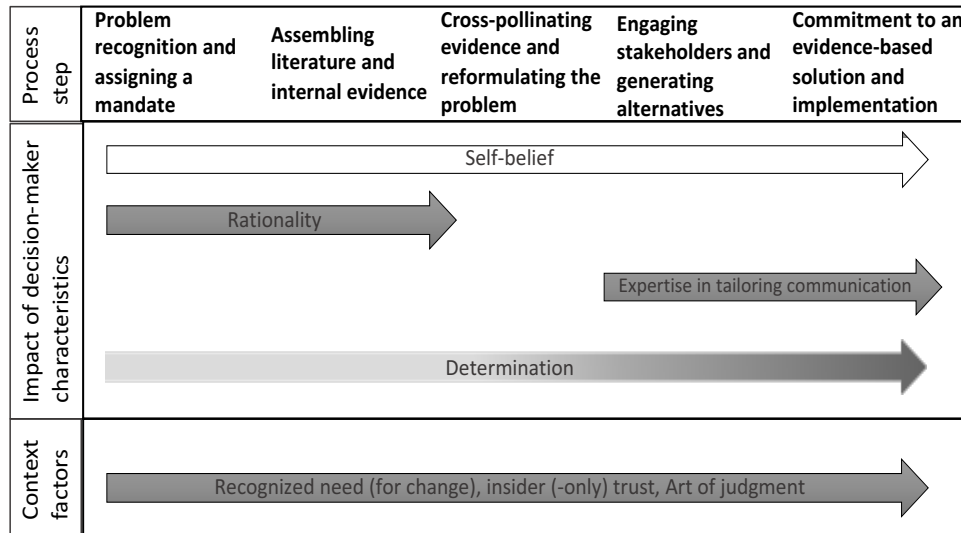 Process
step
Problem
recognition and
assigning a
mandate
Assembling
literature and
internal evidence
Cross-pollinating
evidence and
reformulating the
problem
Engaging
stakeholders and
generating
alternatives
Commitment to an
evidence-based
solution and
implementation
Impact of decision-maker
characteristics
Self-belief
Rationality
Expertise in tailoring communication
Determination
Context
factors
Recognized need (for change), insider (-only) trust, Art of judgment